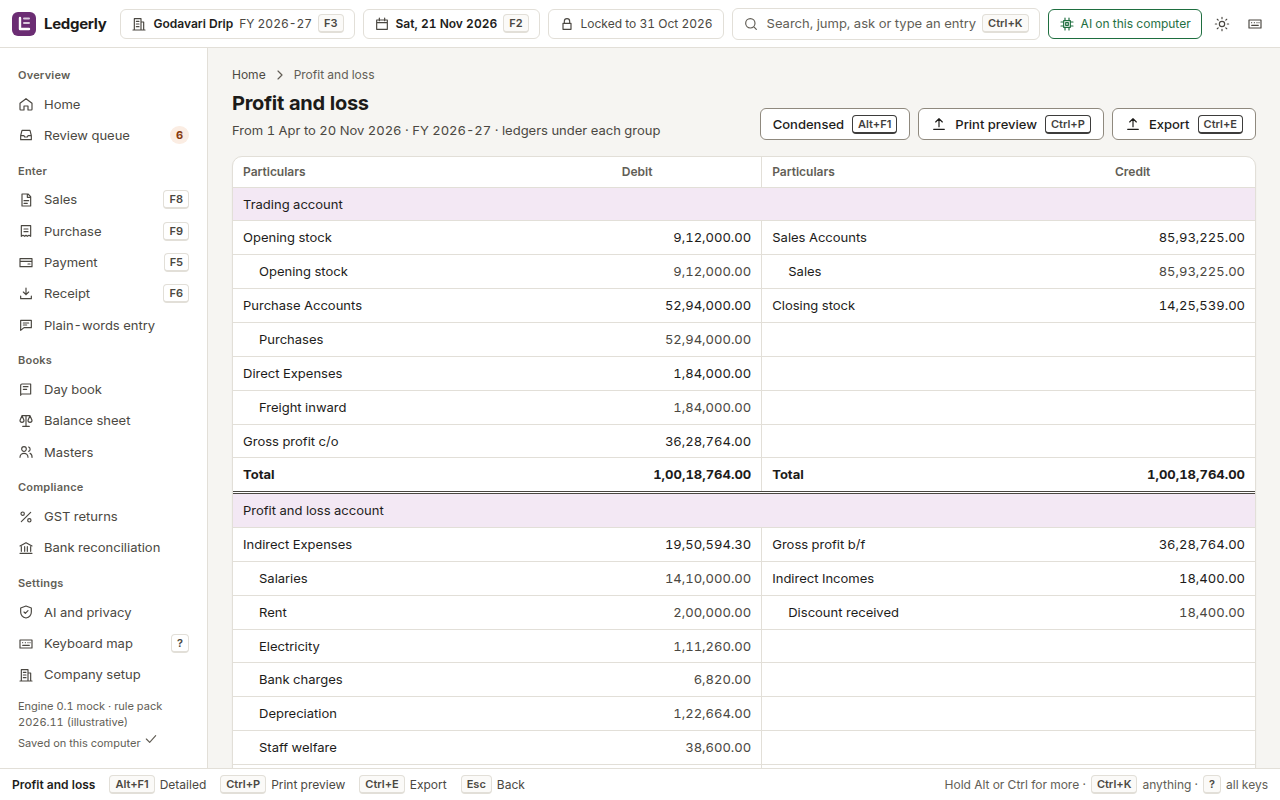 Ledgerly
Godavari Drip FY 2026-27 F3
Sat, 21 Nov 2026 F2
Locked to 31 Oct 2026
Search, jump, ask or type an entry Ctrl+K
AI on this computer
Overview
Home
Review queue 6
Enter
Sales F8
Purchase F9
Payment F5
Receipt F6
Plain-words entry
Books
Day book
Balance sheet
Masters
Compliance
GST returns
Bank reconciliation
Settings
AI and privacy
Keyboard map ?
Company setup
Engine 0.1 mock · rule pack
2026.11 (illustrative)
Saved on this computer
Home Profit and loss
Profit and loss
From 1 Apr to 20 Nov 2026 · FY 2026-27 · ledgers under each group
Condensed Alt+F1
Print preview Ctrl+P
Export Ctrl+E
Particulars Debit Particulars Credit
Trading account
Opening stock 9,12,000.00 Sales Accounts 85,93,225.00
Opening stock 9,12,000.00 Sales 85,93,225.00
Purchase Accounts 52,94,000.00 Closing stock 14,25,539.00
Purchases 52,94,000.00
Direct Expenses 1,84,000.00
Freight inward 1,84,000.00
Gross profit c/o 36,28,764.00
Total 1,00,18,764.00 Total 1,00,18,764.00
Profit and loss account
Indirect Expenses 19,50,594.30 Gross profit b/f 36,28,764.00
Salaries 14,10,000.00 Indirect Incomes 18,400.00
Rent 2,00,000.00 Discount received 18,400.00
Electricity 1,11,260.00
Bank charges 6,820.00
Depreciation 1,22,664.00
Staff welfare 38,600.00
Profit and loss Alt+F1 Detailed Ctrl+P Print preview Ctrl+E Export Esc Back
Hold Alt or Ctrl for more · Ctrl+K anything · ? all keys